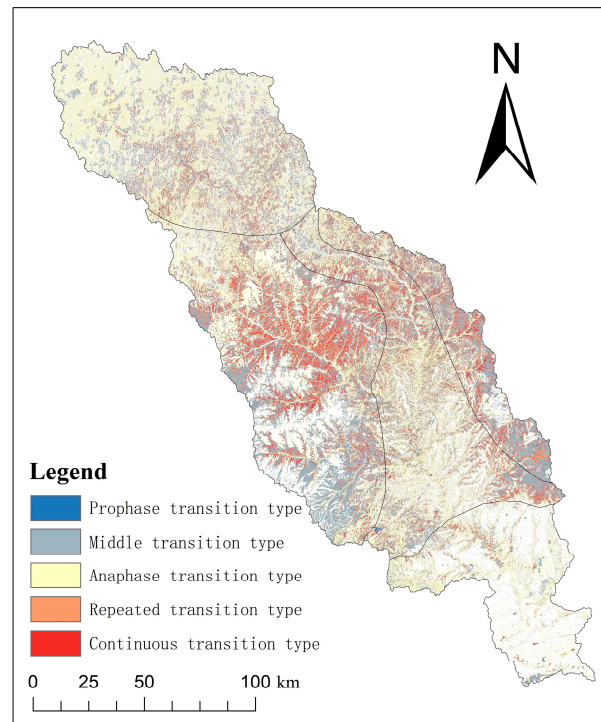 N
Legend
Prophase transition type
Middle transition type
Anaphase transition type
Repeated transition type
Continuous transition type
0 25 50 100 km